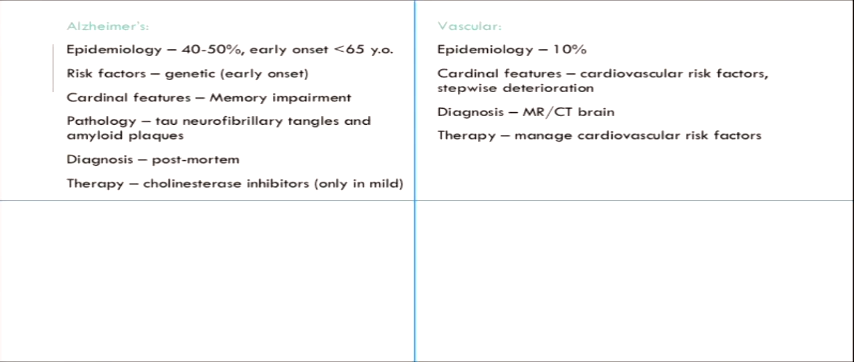 Alzheimer's:
Epidemiology – 40-50%, early onset <65 y.o.
Risk factors – genetic (early onset)
Cardinal features – Memory impairment
Pathology – tau neurofibrillary tangles and
amyloid plaques
Diagnosis – post-mortem
Therapy – cholinesterase inhibitors (only in mild)
Vascular:
Epidemiology – 10%
Cardinal features – cardiovascular risk factors,
stepwise deterioration
Diagnosis – MR/CT brain
Therapy – manage cardiovascular risk factors